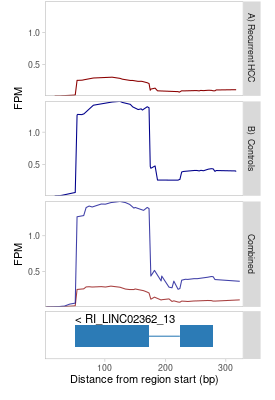 A) Recurrent HCC
1.0
0.5
FPM
B) Controls
1.0
0.5
Combined
1.0
0.5
FPM
< RI_LINC02362_13
100 200 300
Distance from region start (bp)